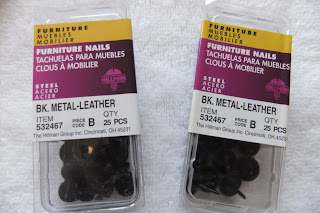 FURNITURE
MUEBLES
MOBILIER
FURNITURE NAILS
TACHUELAS PARA MUEBLES
CLOUS À MOBILIER
HILLMAN
STEEL
ACERO
ACIER
BK. METAL-LEATHER
ITEM PRICE CODE B QTY
532467 25 PCS
The Hillman Group Inc. Cincinnati, OH 45231
FURNITURE
MUEBLES
MOBILIER
FURNITURE NAILS
TACHUELAS PARA MUEBLES
CLOUS À MOBILIER
HILLMAN
STEEL
ACERO
ACIER
BK. METAL-LEATHER
ITEM PRICE CODE B QTY
532467 25 PCS
The Hillman Group Inc. Cincinnati, OH 45231